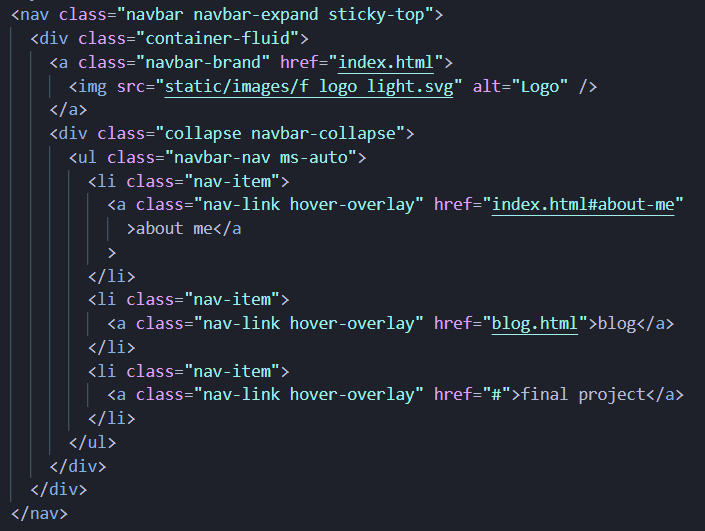 <nav class="navbar navbar-expand sticky-top">
<div class="container-fluid">
<a class="navbar-brand" href="index.html">
<img src="static/images/f logo light.svg" alt="Logo" />
</a>
<div class="collapse navbar-collapse">
<ul class="navbar-nav ms-auto">
<li class="nav-item">
<a class="nav-link hover-overlay" href="index.html#about-me"
>about me</a
>
</li>
<li class="nav-item">
<a class="nav-link hover-overlay" href="blog.html">blog</a>
</li>
<li class="nav-item">
<a class="nav-link hover-overlay" href="#">final project</a>
</li>
</ul>
</div>
</div>
</nav>